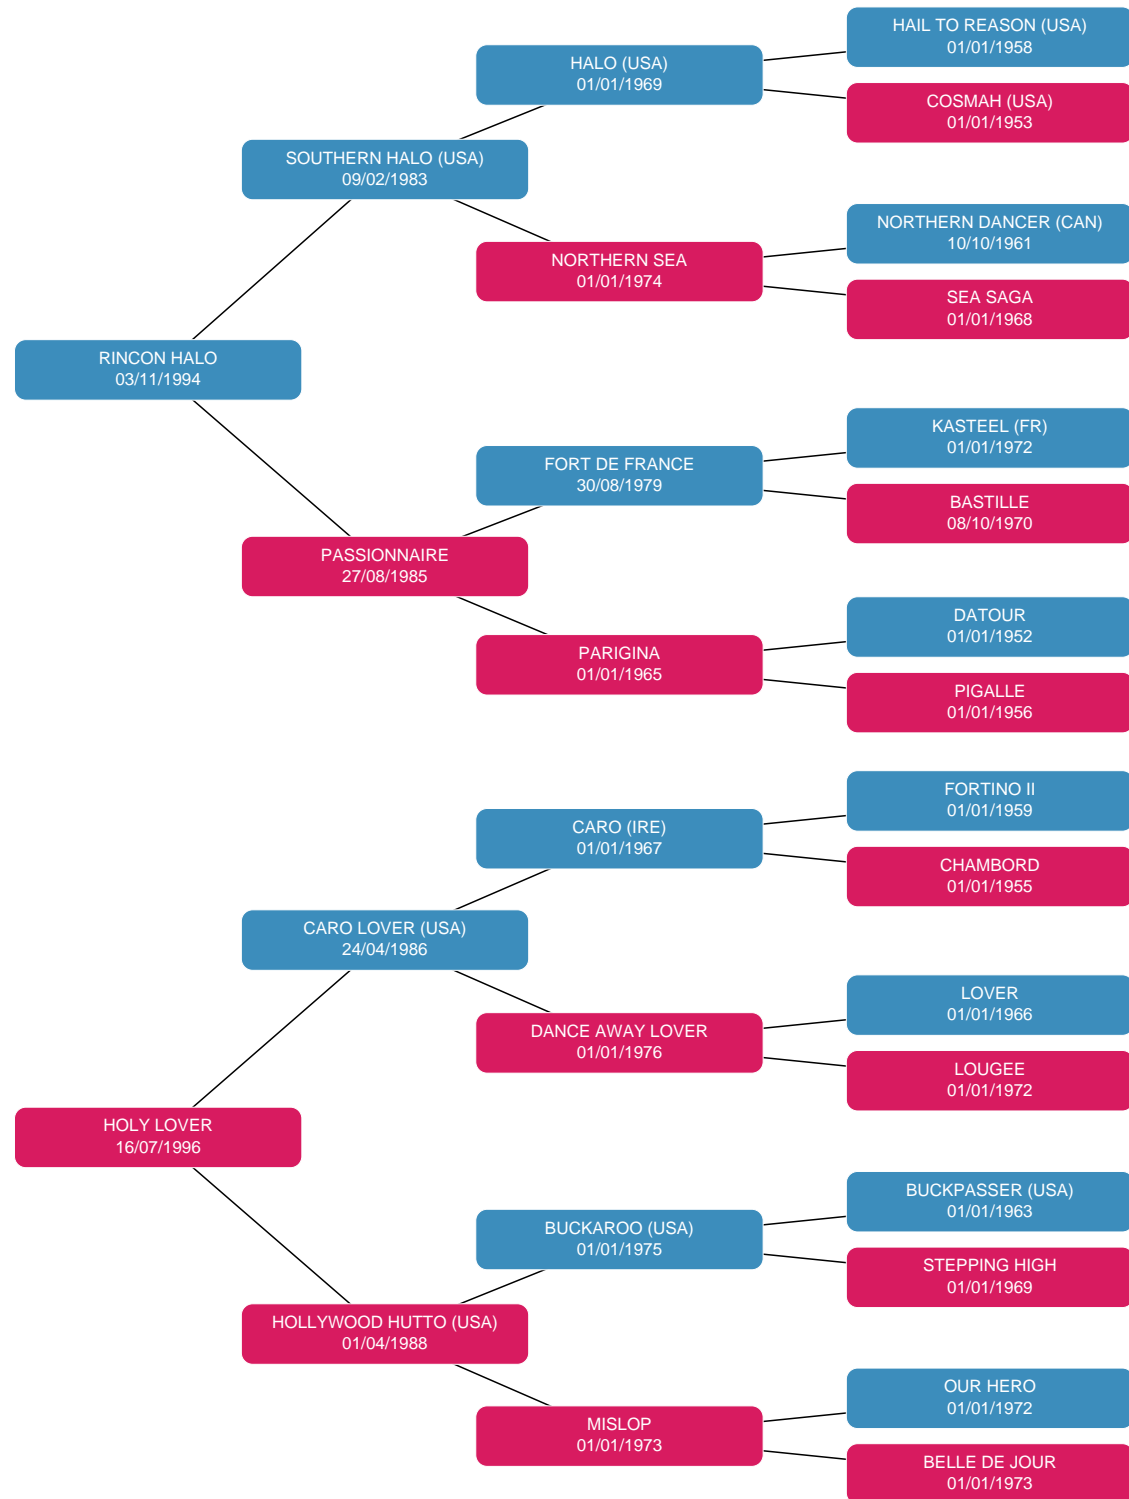 HAIL TO REASON (USA)
01/01/1958
HALO (USA)
01/01/1969
COSMAH (USA)
01/01/1953
SOUTHERN HALO (USA)
09/02/1983
NORTHERN DANCER (CAN)
10/10/1961
NORTHERN SEA
01/01/1974
SEA SAGA
01/01/1968
RINCON HALO
03/11/1994
KASTEEL (FR)
01/01/1972
FORT DE FRANCE
30/08/1979
BASTILLE
08/10/1970
PASSIONNAIRE
27/08/1985
DATOUR
01/01/1952
PARIGINA
01/01/1965
PIGALLE
01/01/1956
FORTINO II
01/01/1959
CARO (IRE)
01/01/1967
CHAMBORD
01/01/1955
CARO LOVER (USA)
24/04/1986
LOVER
01/01/1966
DANCE AWAY LOVER
01/01/1976
LOUGEE
01/01/1972
HOLY LOVER
16/07/1996
BUCKPASSER (USA)
01/01/1963
BUCKAROO (USA)
01/01/1975
STEPPING HIGH
01/01/1969
HOLLYWOOD HUTTO (USA)
01/04/1988
OUR HERO
01/01/1972
MISLOP
01/01/1973
BELLE DE JOUR
01/01/1973